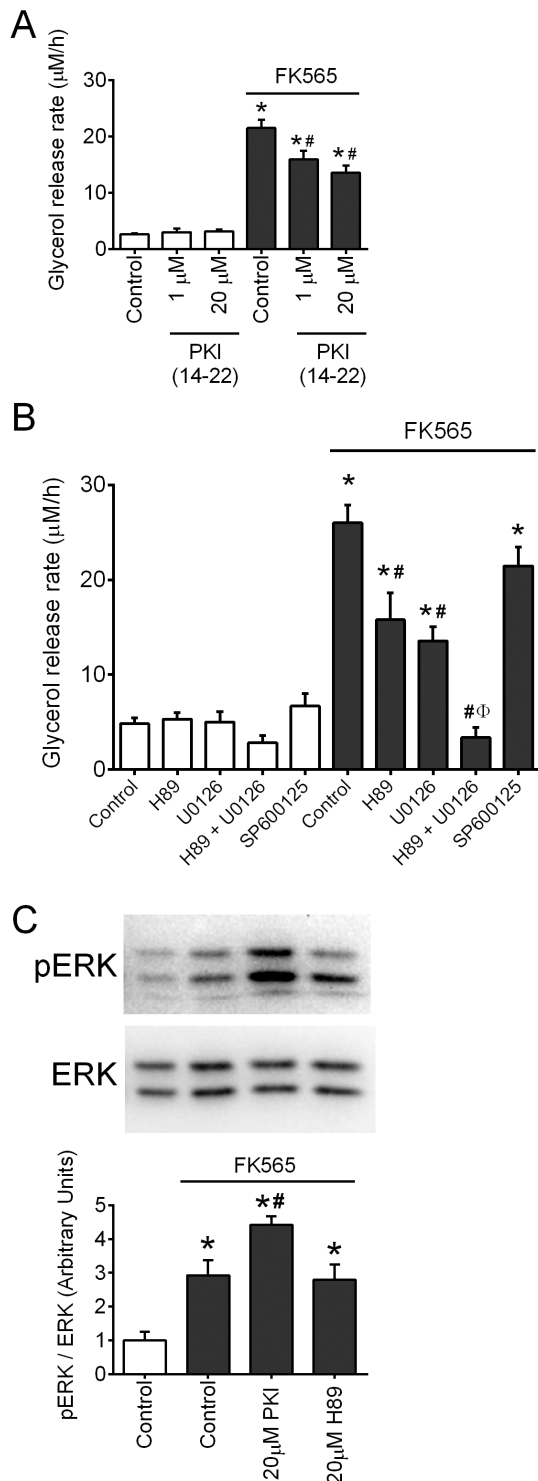 A
Glycerol release rate (µM/h)
FK565
30
20
10
0
*
*#
*#
Control
1 µM
20 µM
Control
1 µM
20 µM
PKI
(14-22)
PKI
(14-22)
B
Glycerol release rate (µM/h)
FK565
30
20
10
0
*
*#
*#
#Φ
*
Control
H89
U0126
H89 + U0126
SP600125
Control
H89
U0126
H89 + U0126
SP600125
C
pERK
ERK
FK565
pERK / ERK (Arbitrary Units)
5
4
3
2
1
0
*
*#
*
Control
Control
20µM PKI
20µM H89